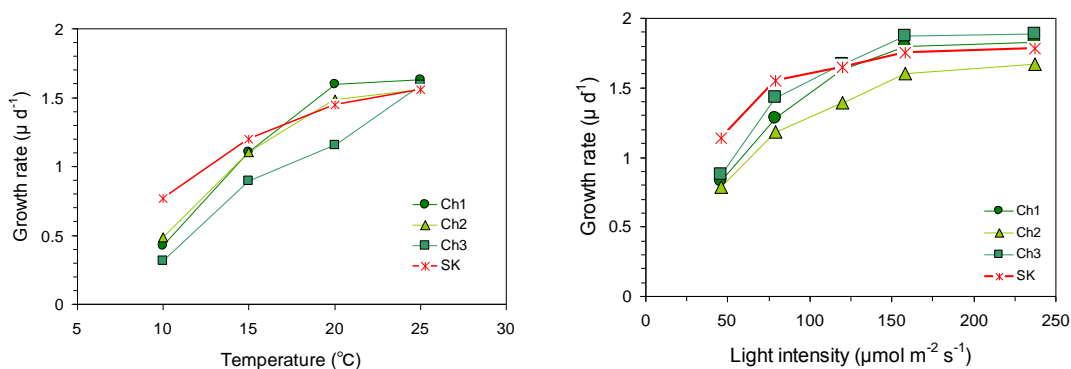 Growth rate (µ d⁻¹)
2
1.5
1
0.5
0
5
10
15
20
25
30
Temperature (°C)
Ch1
Ch2
Ch3
SK
Growth rate (µ d⁻¹)
2
1.5
1
0.5
0
0
50
100
150
200
250
Light intensity (µmol m⁻² s⁻¹)
Ch1
Ch2
Ch3
SK